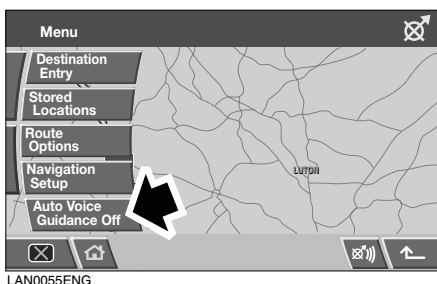 Menu
Destination
Entry
Stored
Locations
Route
Options
Navigation
Setup
Auto Voice
Guidance Off
LUTON
LAN0055ENG